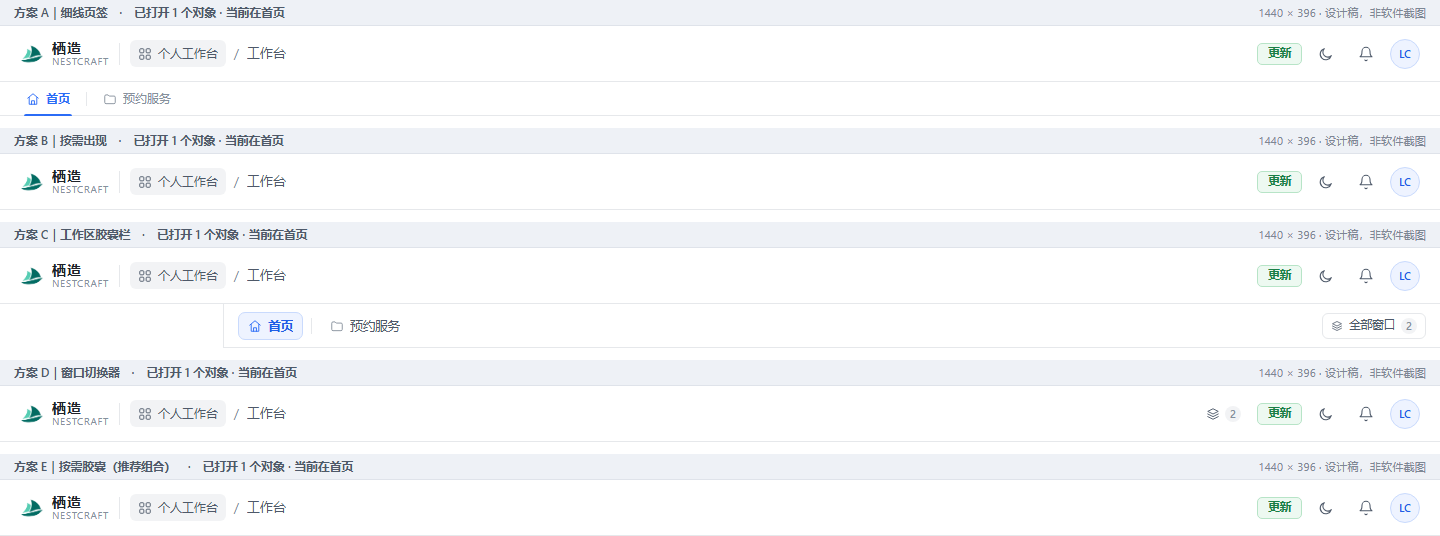 方案 A | 细线页签 · 已打开 1 个对象 · 当前在首页 1440 × 396 · 设计稿，非软件截图
栖造 NESTCRAFT 个人工作台 / 工作台 更新 LC
首页 预约服务
方案 B | 按需出现 · 已打开 1 个对象 · 当前在首页 1440 × 396 · 设计稿，非软件截图
栖造 NESTCRAFT 个人工作台 / 工作台 更新 LC
方案 C | 工作区胶囊栏 · 已打开 1 个对象 · 当前在首页 1440 × 396 · 设计稿，非软件截图
栖造 NESTCRAFT 个人工作台 / 工作台 更新 LC
首页 预约服务 全部窗口 2
方案 D | 窗口切换器 · 已打开 1 个对象 · 当前在首页 1440 × 396 · 设计稿，非软件截图
栖造 NESTCRAFT 个人工作台 / 工作台 2 更新 LC
方案 E | 按需胶囊（推荐组合） · 已打开 1 个对象 · 当前在首页 1440 × 396 · 设计稿，非软件截图
栖造 NESTCRAFT 个人工作台 / 工作台 更新 LC